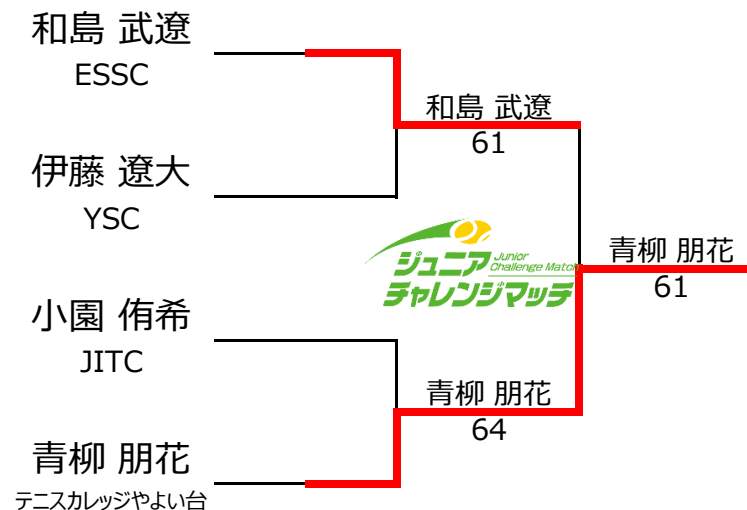 和島 武遼
ESSC
和島 武遼
61
伊藤 遼大
YSC
ジュニア Junior Challenge Match
チャレンジマッチ
青柳 朋花
61
小園 侑希
JITC
青柳 朋花
64
青柳 朋花
テニスカレッジやよい台